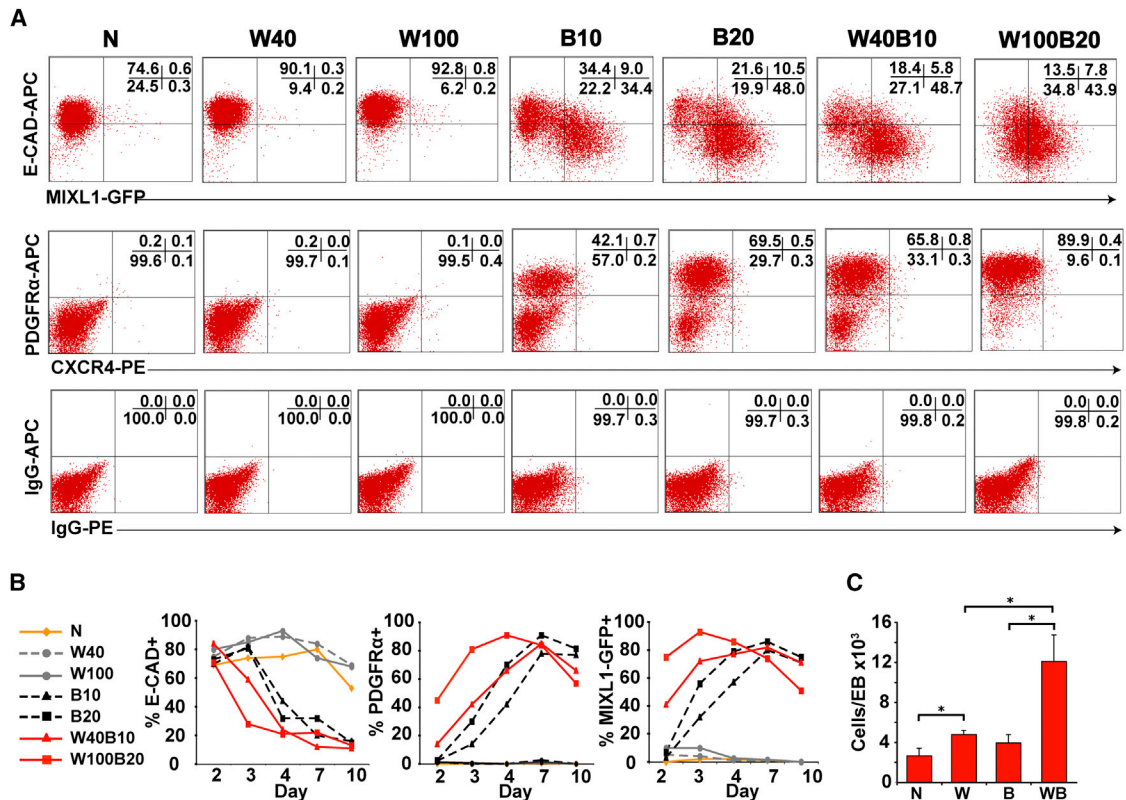 A
N W40 W100 B10 B20 W40B10 W100B20
E-CAD-APC
74.6 0.6 90.1 0.3 92.8 0.8 34.4 9.0 21.6 10.5 18.4 5.8 13.5 7.8
24.5 0.3 9.4 0.2 6.2 0.2 22.2 34.4 19.9 48.0 27.1 48.7 34.8 43.9
MIXL1-GFP
PDGFRα-APC
0.2 0.1 0.2 0.0 0.1 0.0 42.1 0.7 69.5 0.5 65.8 0.8 89.9 0.4
99.6 0.1 99.7 0.1 99.5 0.4 57.0 0.2 29.7 0.3 33.1 0.3 9.6 0.1
CXCR4-PE
IgG-APC
0.0 0.0 0.0 0.0 0.0 0.0 0.0 0.0 0.0 0.0 0.0 0.0 0.0 0.0
100.0 0.0 100.0 0.0 100.0 0.0 99.7 0.3 99.7 0.3 99.8 0.2 99.8 0.2
IgG-PE
B
N
W40
W100
B10
B20
W40B10
W100B20
% E-CAD+
100
80
60
40
20
0
2 3 4 7 10
Day
% PDGFRα+
100
80
60
40
20
0
2 3 4 7 10
Day
% MIXL1-GFP+
100
80
60
40
20
0
2 3 4 7 10
Day
C
Cells/EB x10³
16
12
8
4
0
* * *
N W B WB